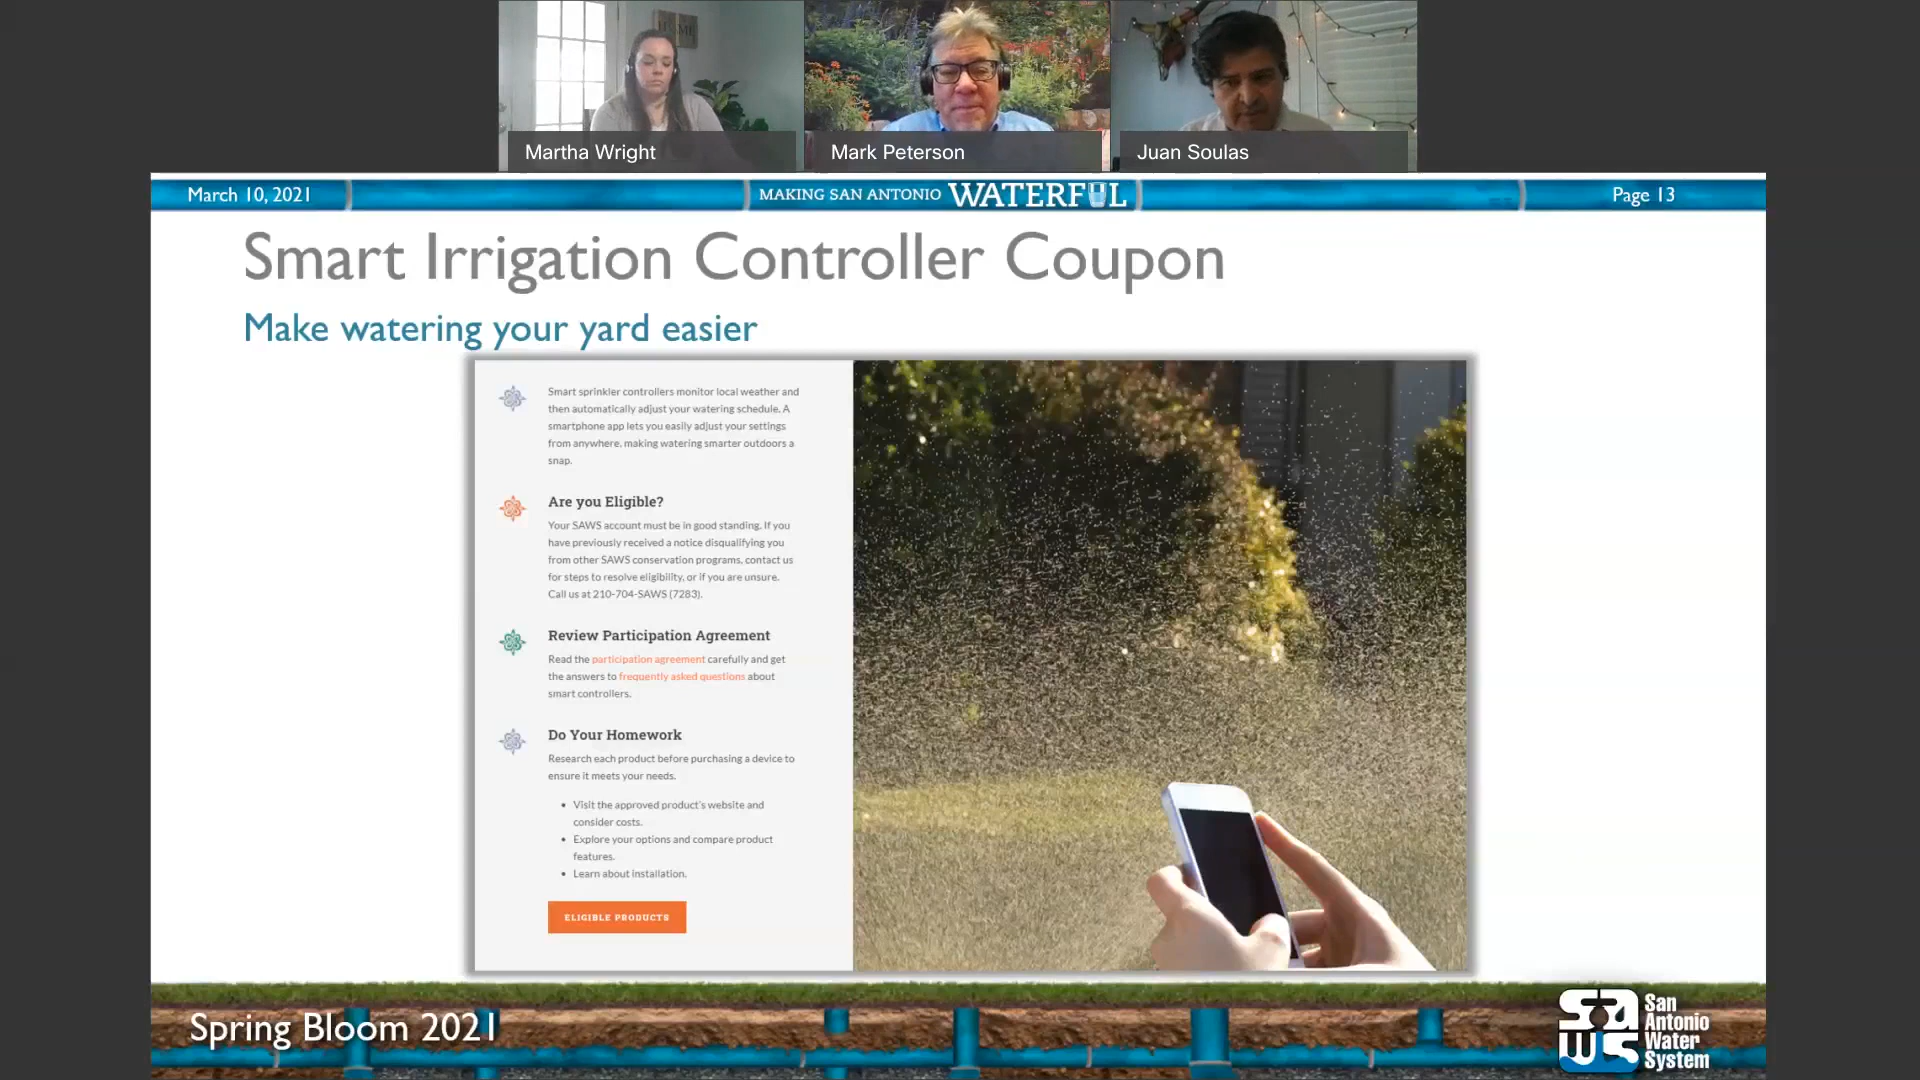 HOME
Martha Wright
Mark Peterson
Juan Soulas
March 10, 2021
MAKING SAN ANTONIO WATERFUL
Page 13
Smart Irrigation Controller Coupon
Make watering your yard easier
Smart sprinkler controllers monitor local weather and
then automatically adjust your watering schedule. A
smartphone app lets you easily adjust your settings
from anywhere, making watering smarter outdoors a
snap.
Are you Eligible?
Your SAWS account must be in good standing. If you
have previously received a notice disqualifying you
from other SAWS conservation programs, contact us
for steps to resolve eligibility, or if you are unsure.
Call us at 210-704-SAWS (7283).
Review Participation Agreement
Read the participation agreement carefully and get
the answers to frequently asked questions about
smart controllers.
Do Your Homework
Research each product before purchasing a device to
ensure it meets your needs.
• Visit the approved product's website and
consider costs.
• Explore your options and compare product
features.
• Learn about installation.
ELIGIBLE PRODUCTS
Spring Bloom 2021
SAWS
San
Antonio
Water
System